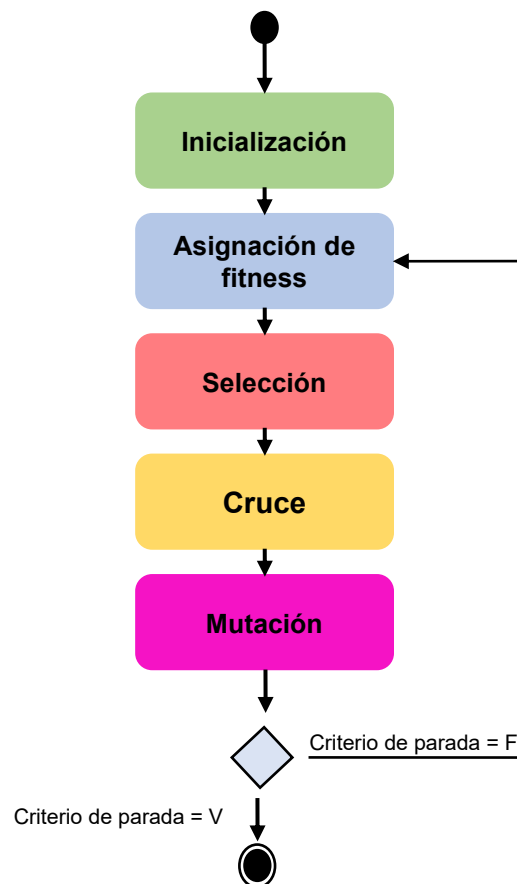 Inicialización
Asignación de
fitness
Selección
Cruce
Mutación
Criterio de parada = F
Criterio de parada = V